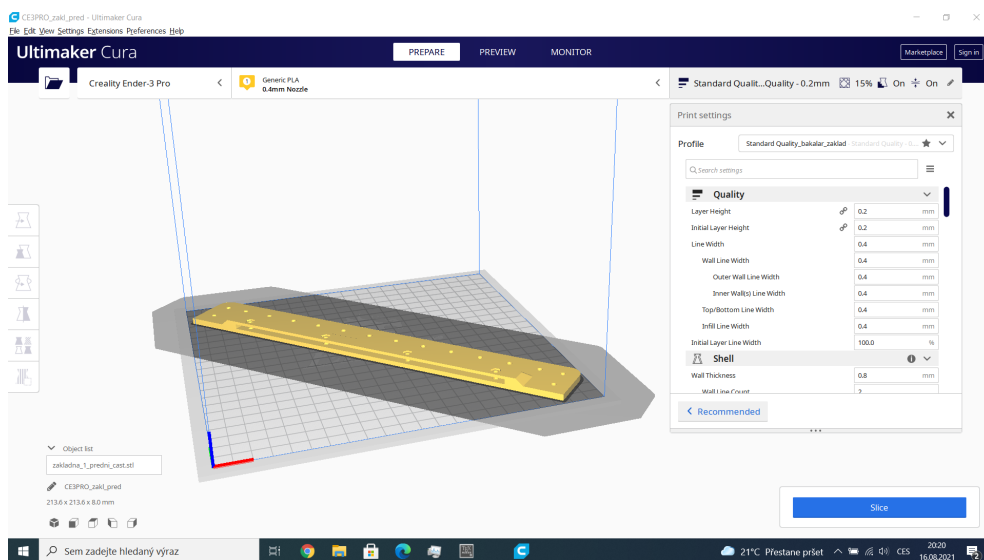 CE3PRO_zakl_pred - Ultimaker Cura
File Edit View Settings Extensions Preferences Help
Ultimaker Cura
PREPARE PREVIEW MONITOR
Marketplace Sign in
Creality Ender-3 Pro
Generic PLA
0.4mm Nozzle
Standard Qualit...Quality - 0.2mm 15% On On
Print settings
Profile Standard Quality_bakalar_zaklad Standard Quality - 0...
Search settings
Quality
Layer Height 0.2 mm
Initial Layer Height 0.2 mm
Line Width 0.4 mm
Wall Line Width 0.4 mm
Outer Wall Line Width 0.4 mm
Inner Wall(s) Line Width 0.4 mm
Top/Bottom Line Width 0.4 mm
Infill Line Width 0.4 mm
Initial Layer Line Width 100.0 %
Shell
Wall Thickness 0.8 mm
Wall Line Count 2
Recommended
Object list
zakladna_1_predni_cast.stl
CE3PRO_zakl_pred
213.6 x 213.6 x 8.0 mm
Slice
Sem zadejte hledaný výraz
21°C Přestane pršet CES
20:20
16.08.2021
2